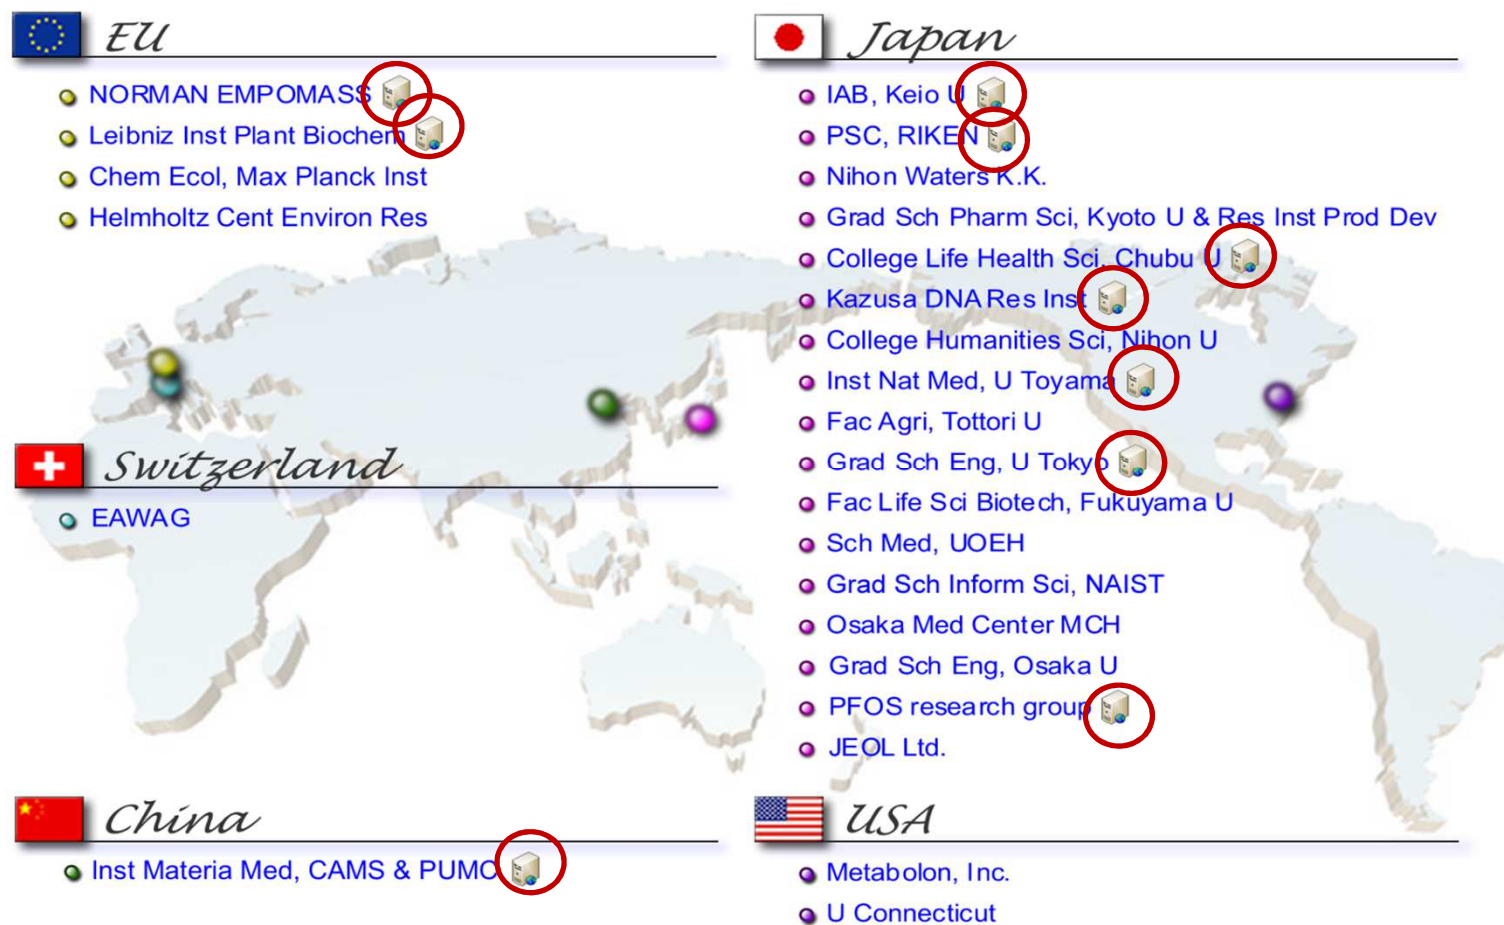 EU
NORMAN EMPOMASS
Leibniz Inst Plant Biochem
Chem Ecol, Max Planck Inst
Helmholtz Cent Environ Res
Switzerland
EAWAG
China
Inst Materia Med, CAMS & PUMC
Japan
IAB, Keio U
PSC, RIKEN
Nihon Waters K.K.
Grad Sch Pharm Sci, Kyoto U & Res Inst Prod Dev
College Life Health Sci, Chubu U
Kazusa DNA Res Inst
College Humanities Sci, Nihon U
Inst Nat Med, U Toyama
Fac Agri, Tottori U
Grad Sch Eng, U Tokyo
Fac Life Sci Biotech, Fukuyama U
Sch Med, UOEH
Grad Sch Inform Sci, NAIST
Osaka Med Center MCH
Grad Sch Eng, Osaka U
PFOS research group
JEOL Ltd.
USA
Metabolon, Inc.
U Connecticut